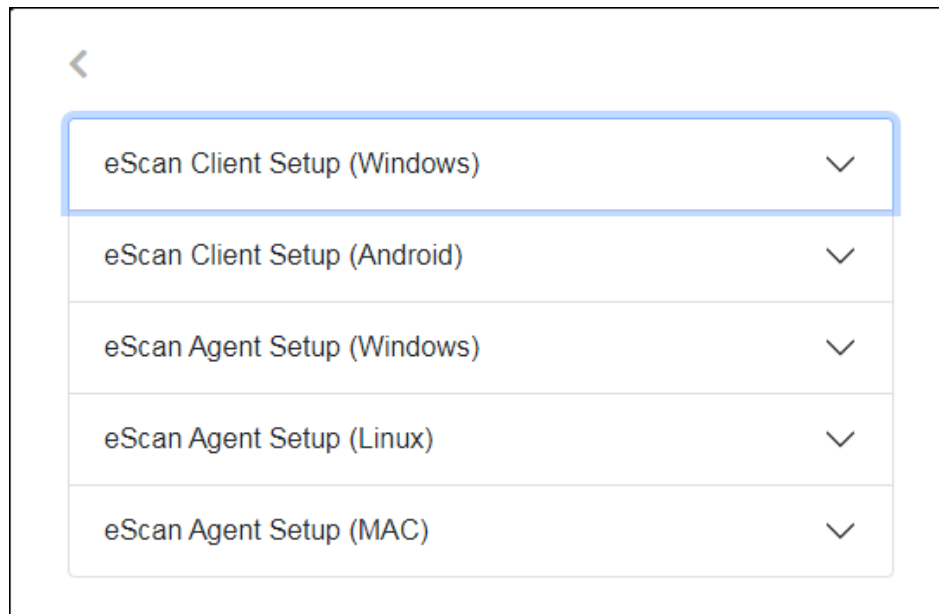 eScan Client Setup (Windows)
eScan Client Setup (Android)
eScan Agent Setup (Windows)
eScan Agent Setup (Linux)
eScan Agent Setup (MAC)